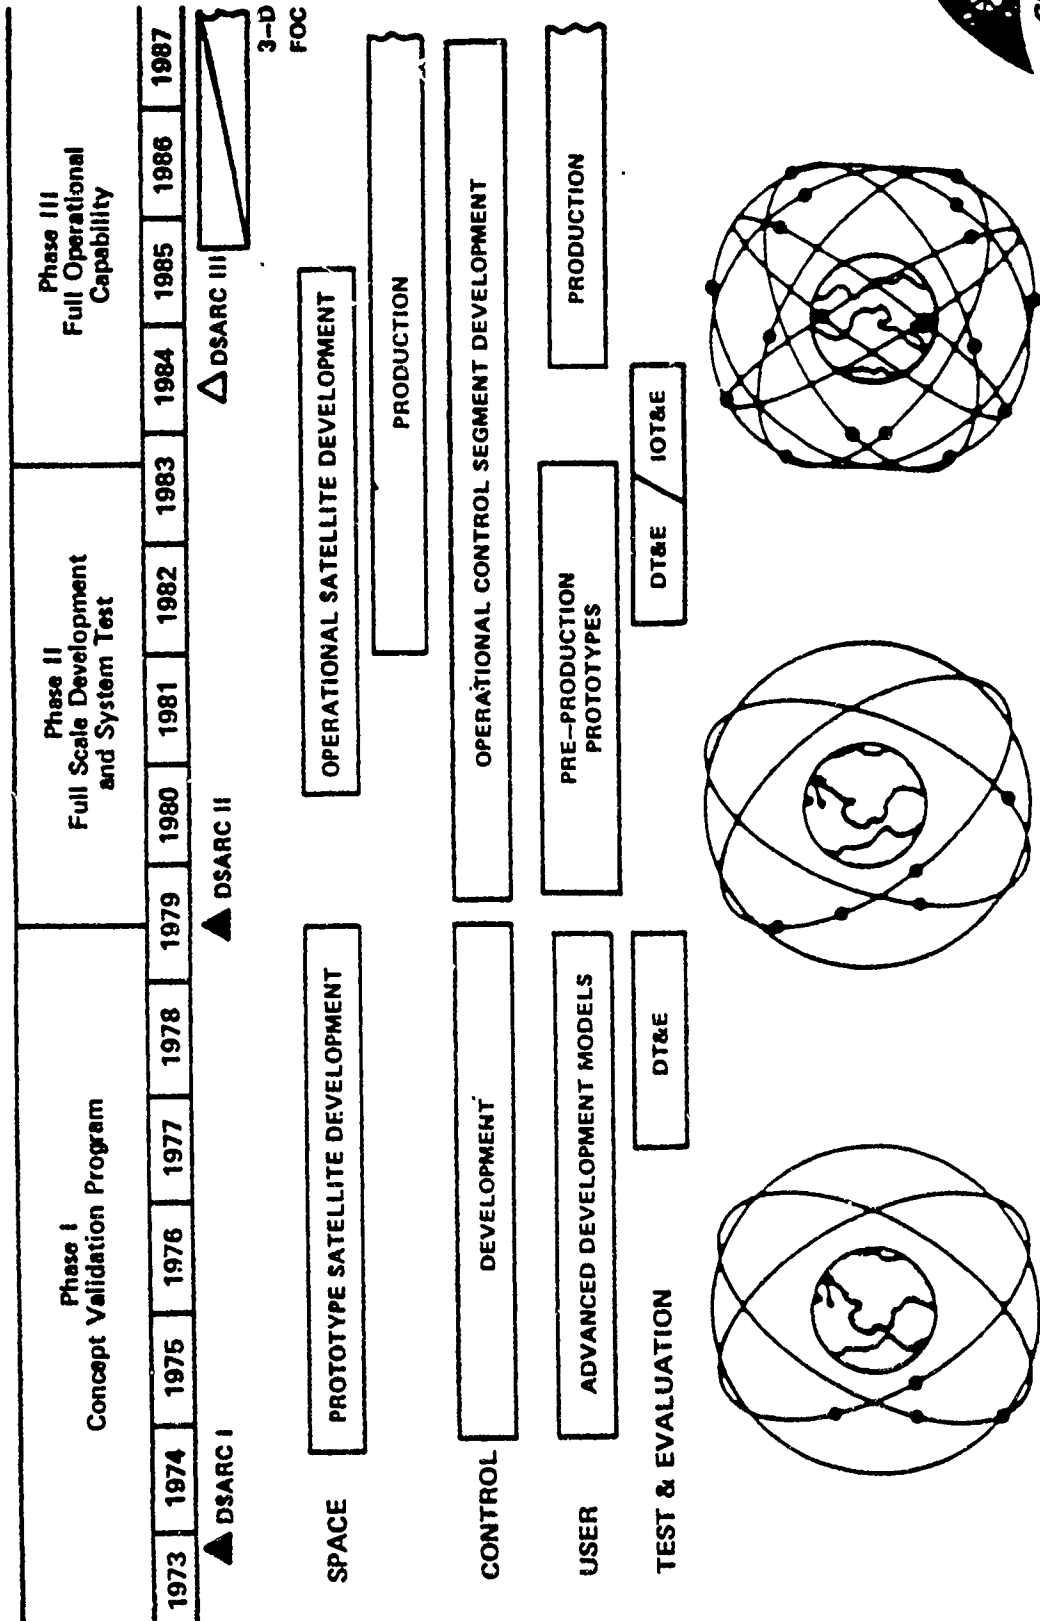 Phase I
Concept Validation Program
Phase II
Full Scale Development
and System Test
Phase III
Full Operational
Capability
1973 1974 1975 1976 1977 1978 1979 1980 1981 1982 1983 1984 1985 1986 1987
DSARC I
DSARC II
DSARC III
3-D
FOC
SPACE
PROTOTYPE SATELLITE DEVELOPMENT
OPERATIONAL SATELLITE DEVELOPMENT
PRODUCTION
CONTROL
DEVELOPMENT
OPERATIONAL CONTROL SEGMENT DEVELOPMENT
USER
ADVANCED DEVELOPMENT MODELS
PRE-PRODUCTION
PROTOTYPES
PRODUCTION
TEST & EVALUATION
DT&E
DT&E
IOT&E